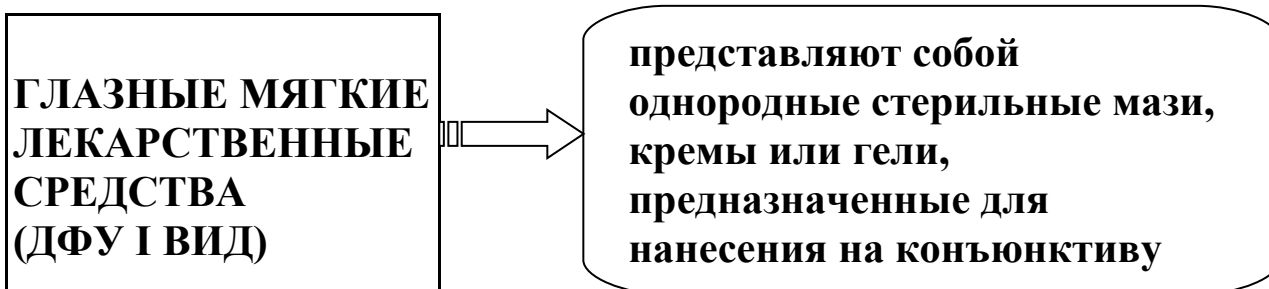 ГЛАЗНЫЕ МЯГКИЕ
ЛЕКАРСТВЕННЫЕ
СРЕДСТВА
(ДФУ I ВИД)
представляют собой
однородные стерильные мази,
кремы или гели,
предназначенные для
нанесения на конъюнктиву